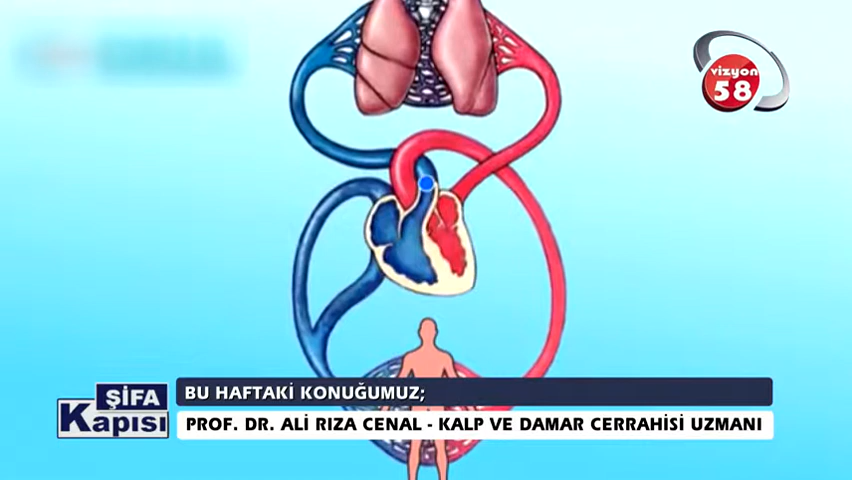 vizyon
58
BU HAFTAKİ KONUĞUMUZ;
ŞİFA
Kapısı
PROF. DR. ALİ RIZA CENAL - KALP VE DAMAR CERRAHİSİ UZMANI